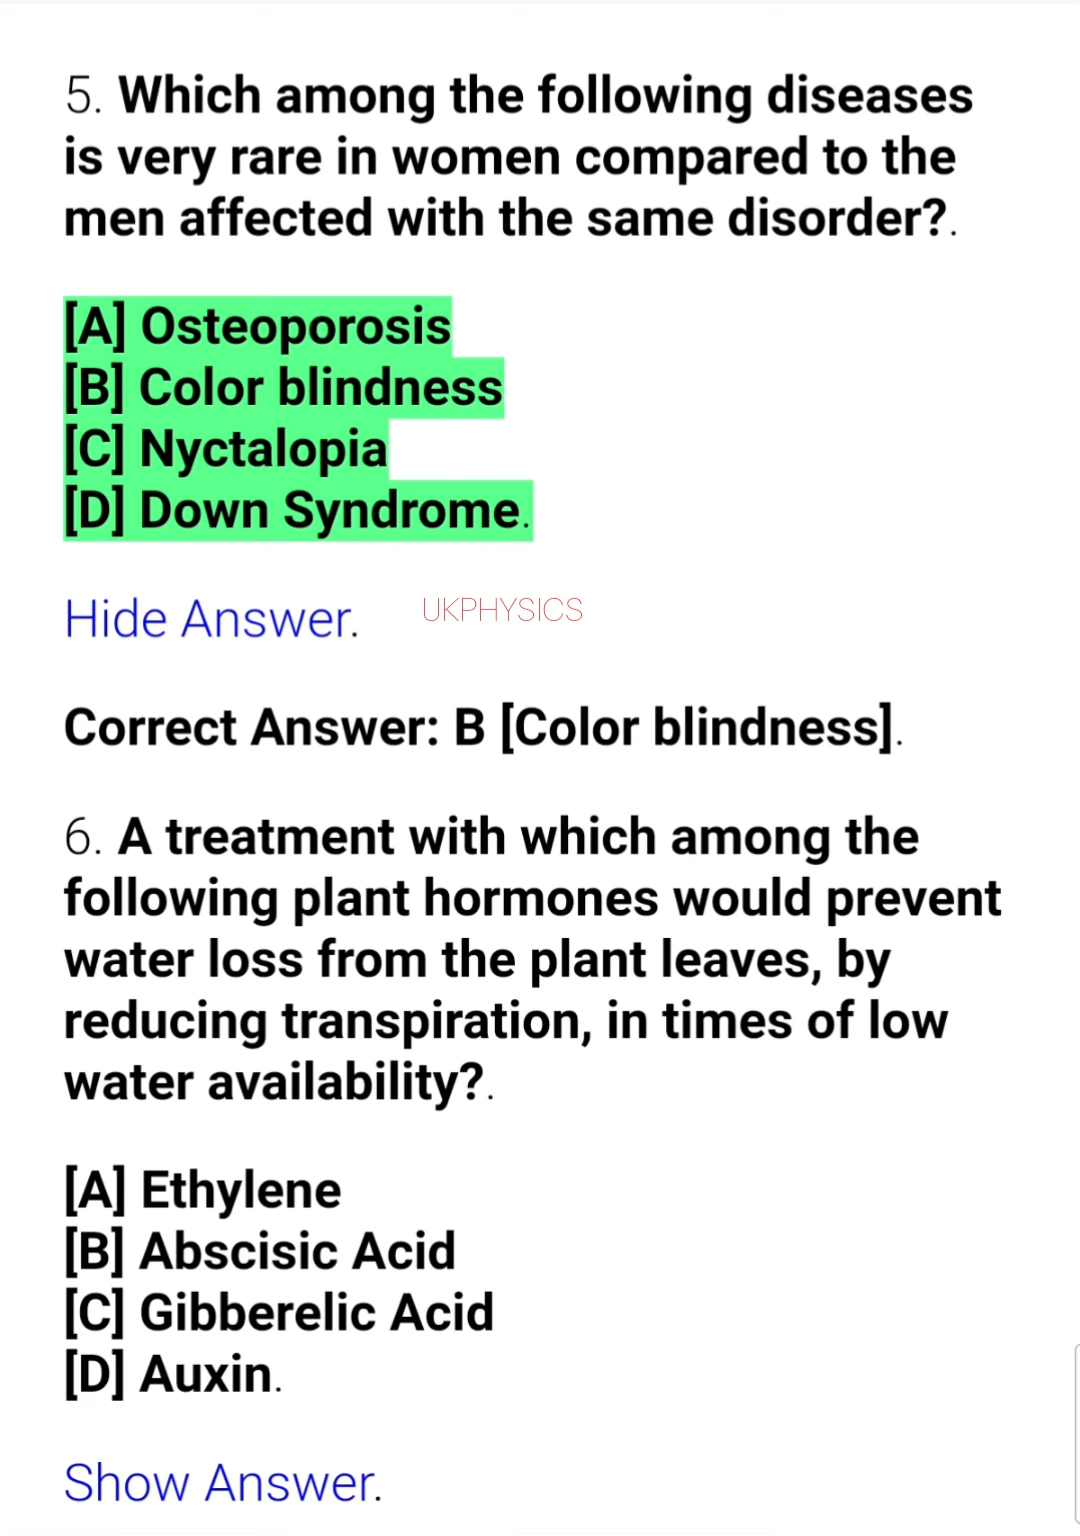 5. Which among the following diseases
is very rare in women compared to the
men affected with the same disorder?.
[A] Osteoporosis
[B] Color blindness
[C] Nyctalopia
[D] Down Syndrome.
Hide Answer. UKPHYSICS
Correct Answer: B [Color blindness].
6. A treatment with which among the
following plant hormones would prevent
water loss from the plant leaves, by
reducing transpiration, in times of low
water availability?.
[A] Ethylene
[B] Abscisic Acid
[C] Gibberelic Acid
[D] Auxin.
Show Answer.